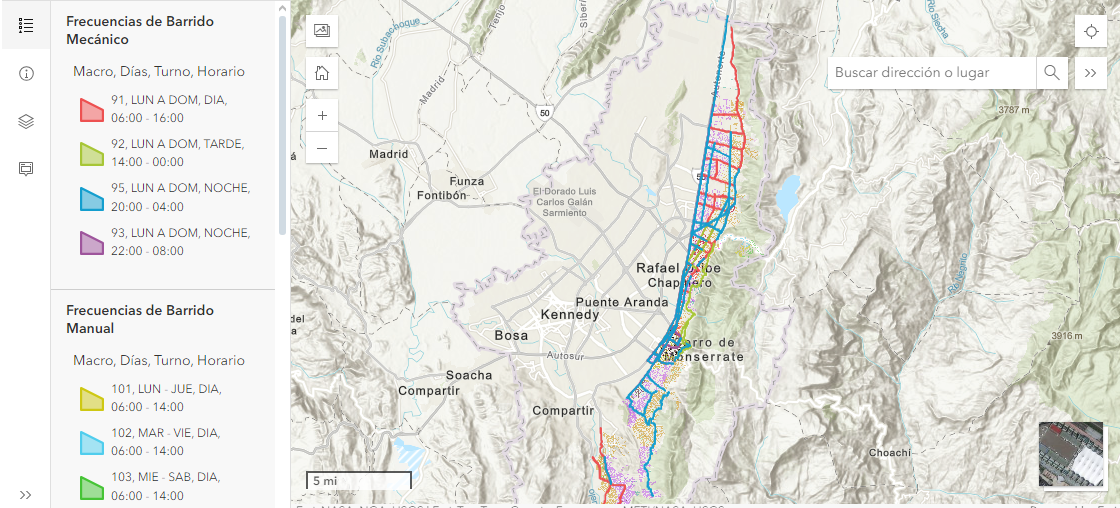 Frecuencias de Barrido
Mecánico
Macro, Días, Turno, Horario
91, LUN A DOM, DIA,
06:00 - 16:00
92, LUN A DOM, TARDE,
14:00 - 00:00
95, LUN A DOM, NOCHE,
20:00 - 04:00
93, LUN A DOM, NOCHE,
22:00 - 08:00
Frecuencias de Barrido
Manual
Macro, Días, Turno, Horario
101, LUN - JUE, DIA,
06:00 - 14:00
102, MAR - VIE, DIA,
06:00 - 14:00
103, MIE - SAB, DIA,
06:00 - 14:00
Río Subachoque
Autonorte
Buscar dirección o lugar
Madrid
50
3787 m
Madrid
Funza
Fontibón
El Dorado Luis
Carlos Galán
Sarmiento
Rafael
Puente Aranda
Kennedy
Bosa
3916 m
Monserrate
Autosur
Soacha
Compartir
Compartir
Choachí
5 mi